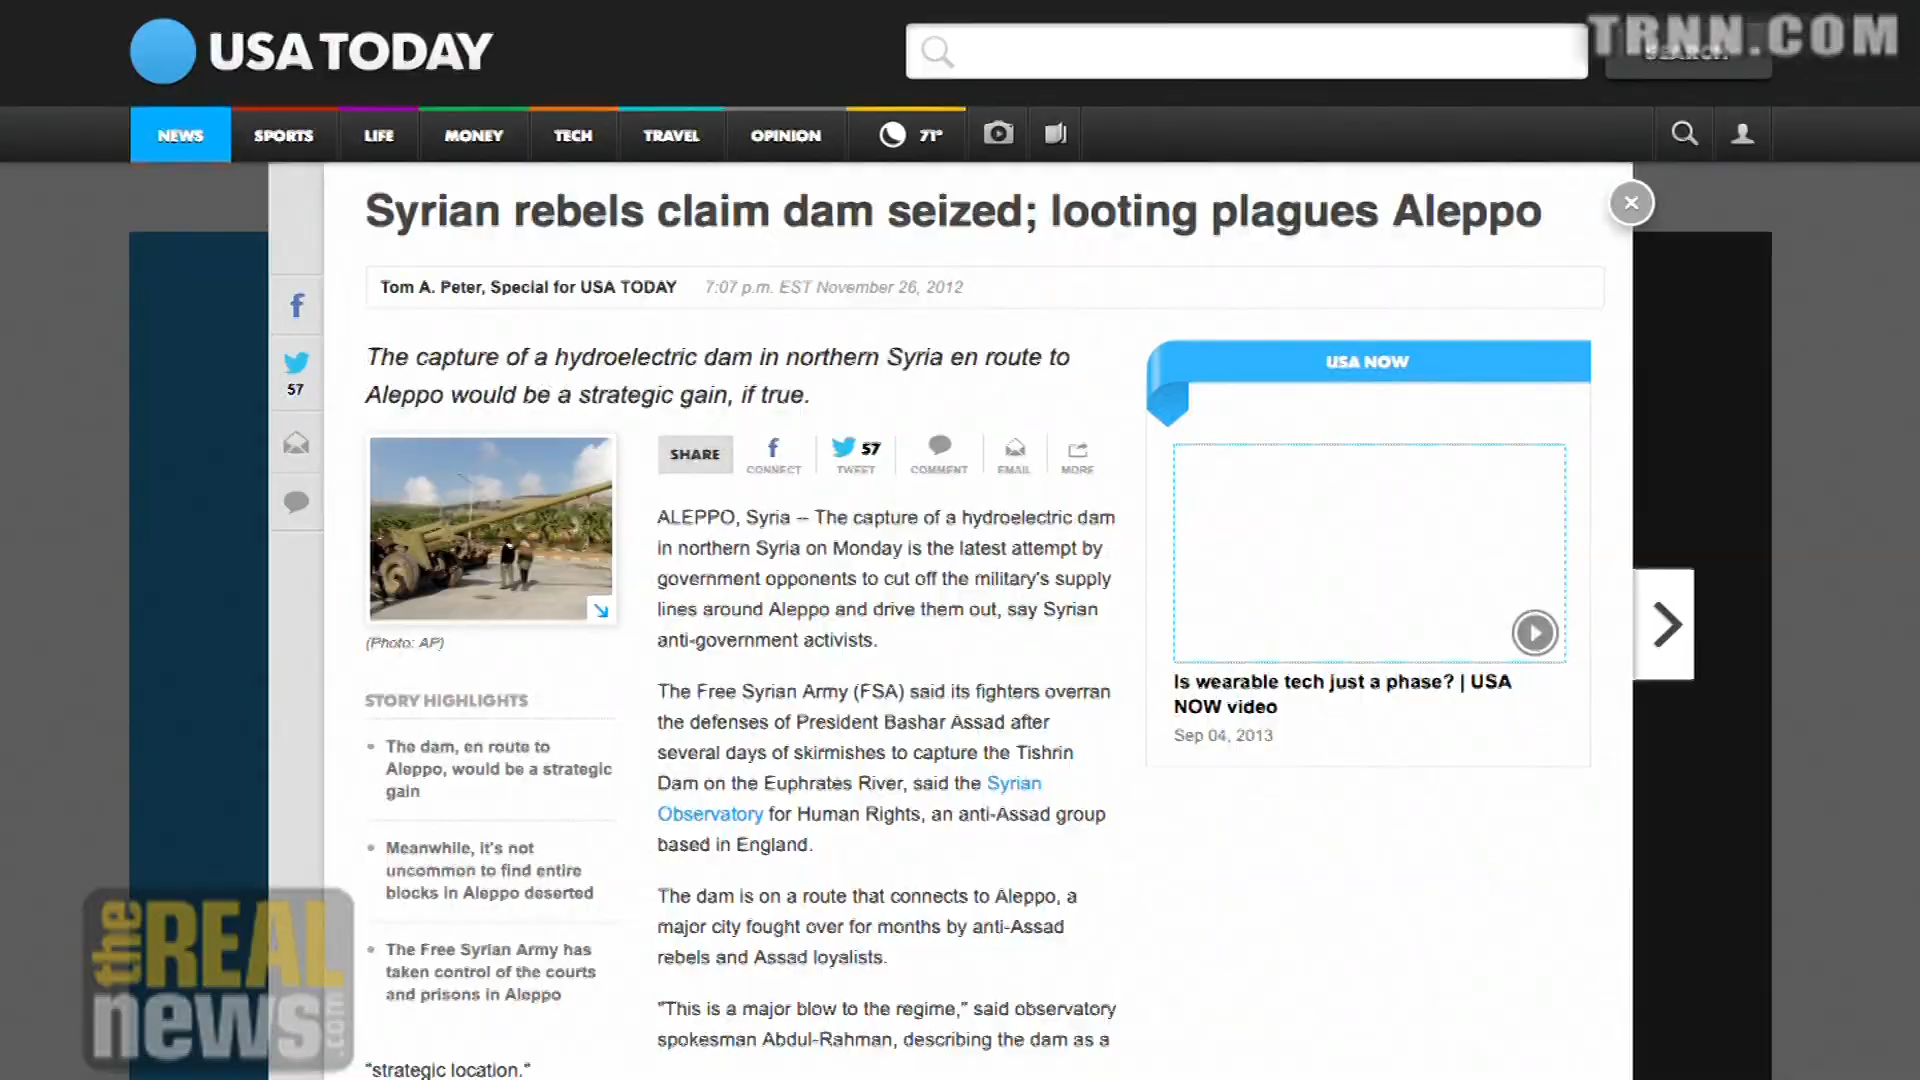 USA TODAY
TRNN.COM
SEARCH
NEWS SPORTS LIFE MONEY TECH TRAVEL OPINION 71°
Syrian rebels claim dam seized; looting plagues Aleppo
Tom A. Peter, Special for USA TODAY 7:07 p.m. EST November 26, 2012
57
The capture of a hydroelectric dam in northern Syria en route to
Aleppo would be a strategic gain, if true.
(Photo: AP)
STORY HIGHLIGHTS
• The dam, en route to
Aleppo, would be a strategic
gain
• Meanwhile, it's not
uncommon to find entire
blocks in Aleppo deserted
• The Free Syrian Army has
taken control of the courts
and prisons in Aleppo
SHARE
CONNECT
57
TWEET
COMMENT
EMAIL
MORE
ALEPPO, Syria -- The capture of a hydroelectric dam
in northern Syria on Monday is the latest attempt by
government opponents to cut off the military's supply
lines around Aleppo and drive them out, say Syrian
anti-government activists.
The Free Syrian Army (FSA) said its fighters overran
the defenses of President Bashar Assad after
several days of skirmishes to capture the Tishrin
Dam on the Euphrates River, said the Syrian
Observatory for Human Rights, an anti-Assad group
based in England.
The dam is on a route that connects to Aleppo, a
major city fought over for months by anti-Assad
rebels and Assad loyalists.
"This is a major blow to the regime," said observatory
spokesman Abdul-Rahman, describing the dam as a
"strategic location."
USA NOW
Is wearable tech just a phase? | USA
NOW video
Sep 04, 2013
the REAL
news.com